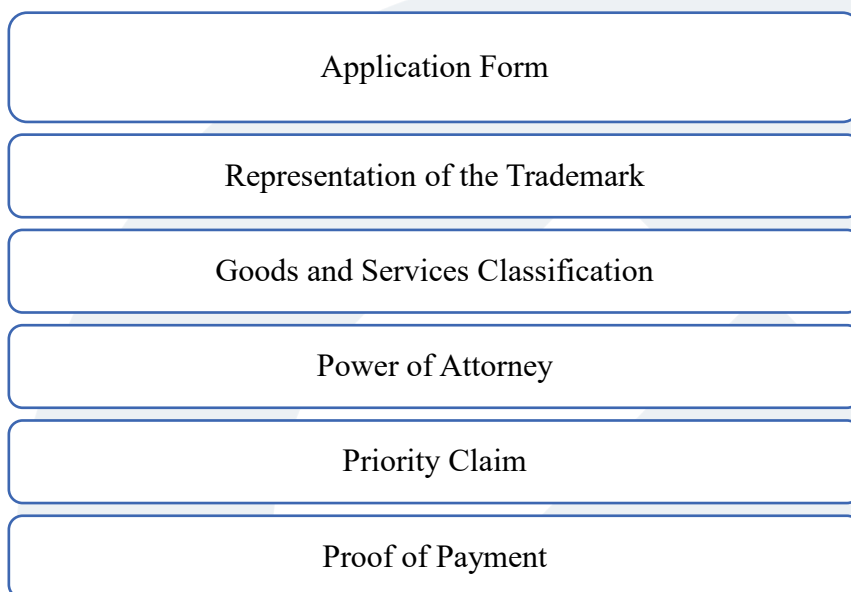 Application Form
Representation of the Trademark
Goods and Services Classification
Power of Attorney
Priority Claim
Proof of Payment